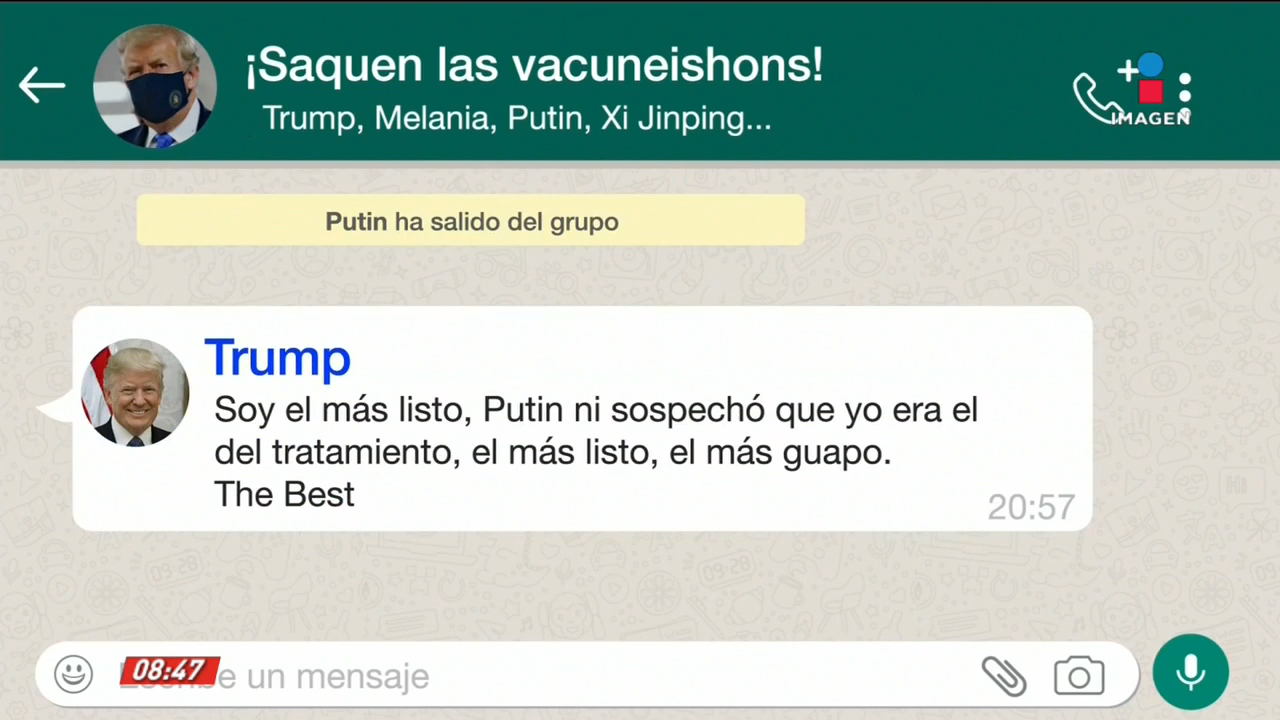 ¡Saquen las vacuneishons!
Trump, Melania, Putin, Xi Jinping...
IMAGEN
Putin ha salido del grupo
Trump
Soy el más listo, Putin ni sospechó que yo era el
del tratamiento, el más listo, el más guapo.
The Best
20:57
08:47
un mensaje